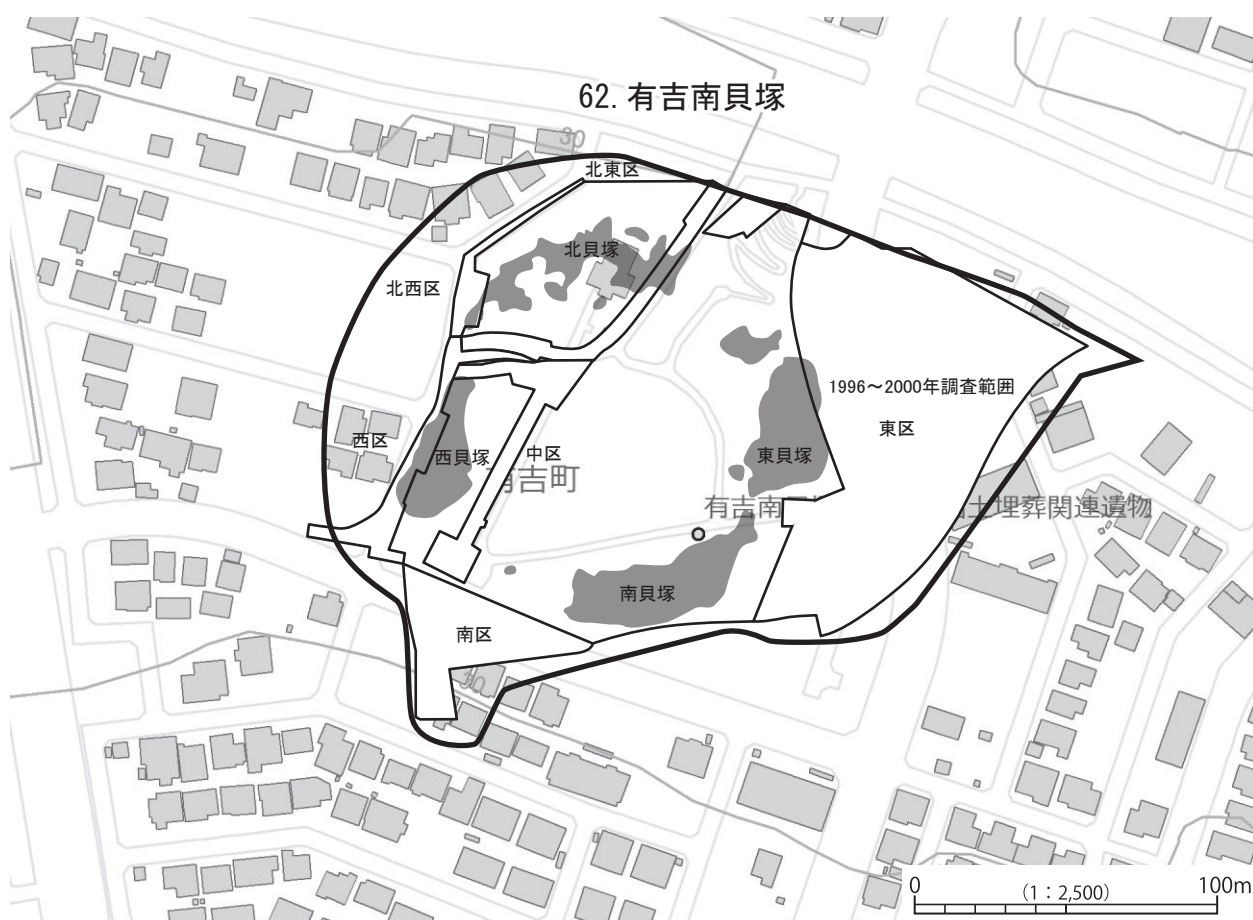 62. 有吉南貝塚
30
北東区
北貝塚
北西区
1996～2000年調査範囲
東区
西区
西貝塚
中区
東貝塚
有吉町
有吉南
土埋葬関連遺物
南貝塚
南区
30
0
(1：2,500)
100m